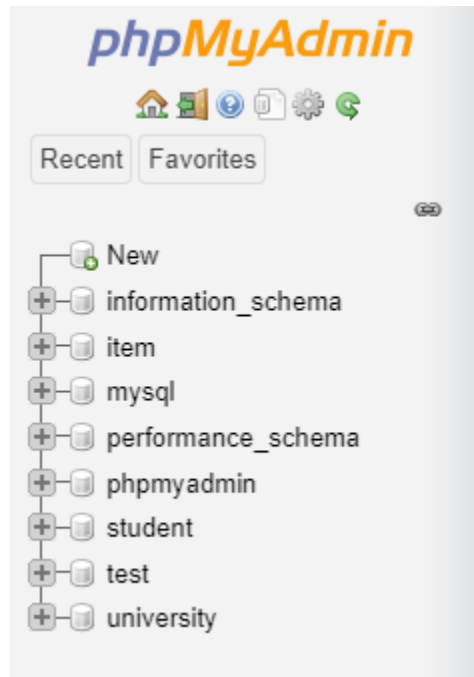 phpMyAdmin
Recent Favorites
New
information_schema
item
mysql
performance_schema
phpmyadmin
student
test
university